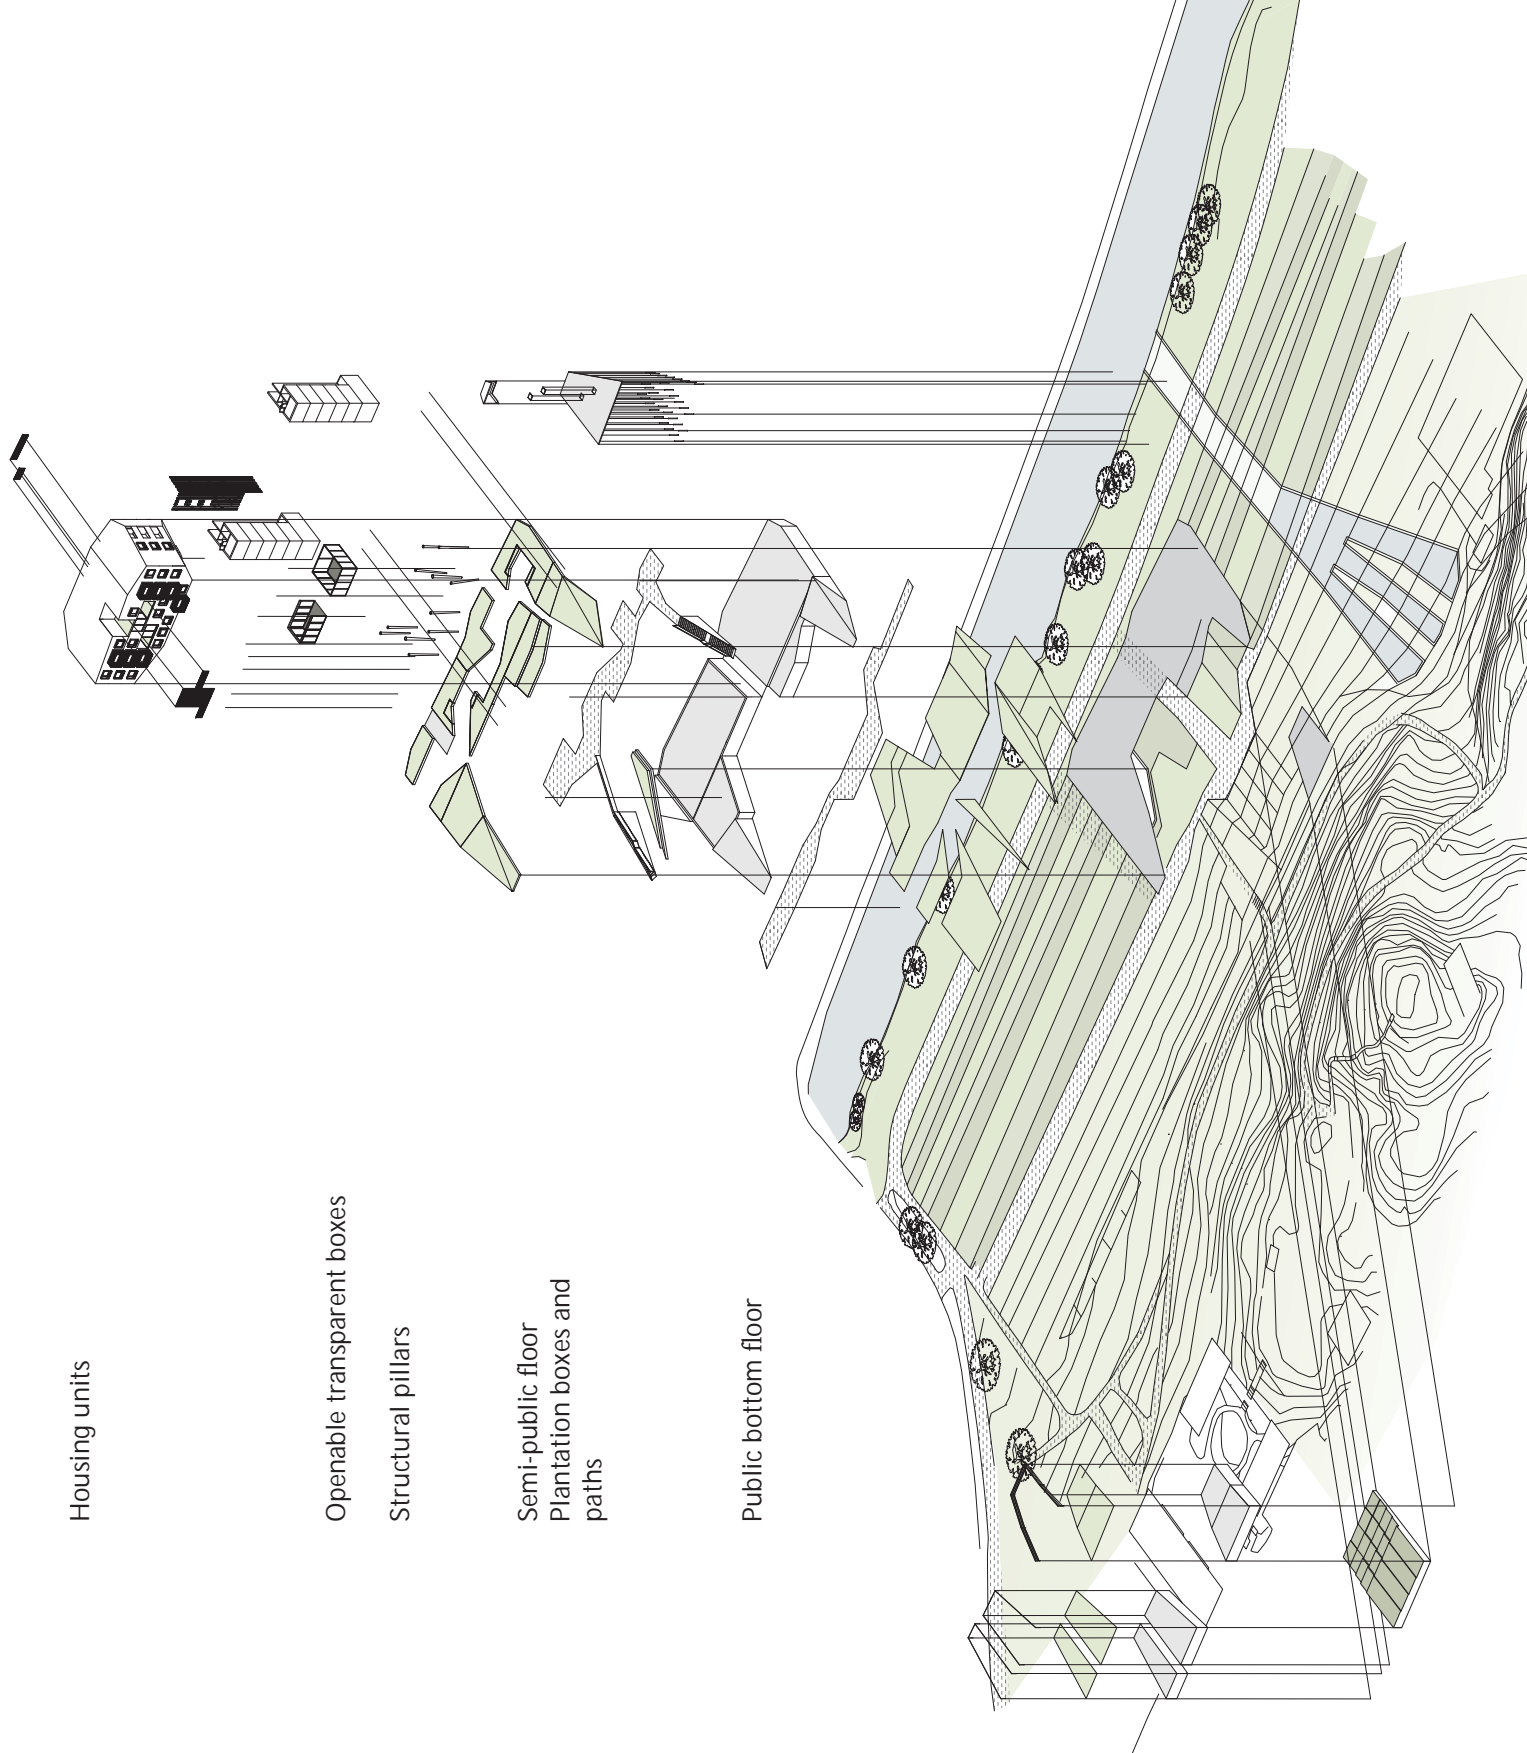 Housing units
Openable transparent boxes
Structural pillars
Semi-public floor
Plantation boxes and
paths
Public bottom floor